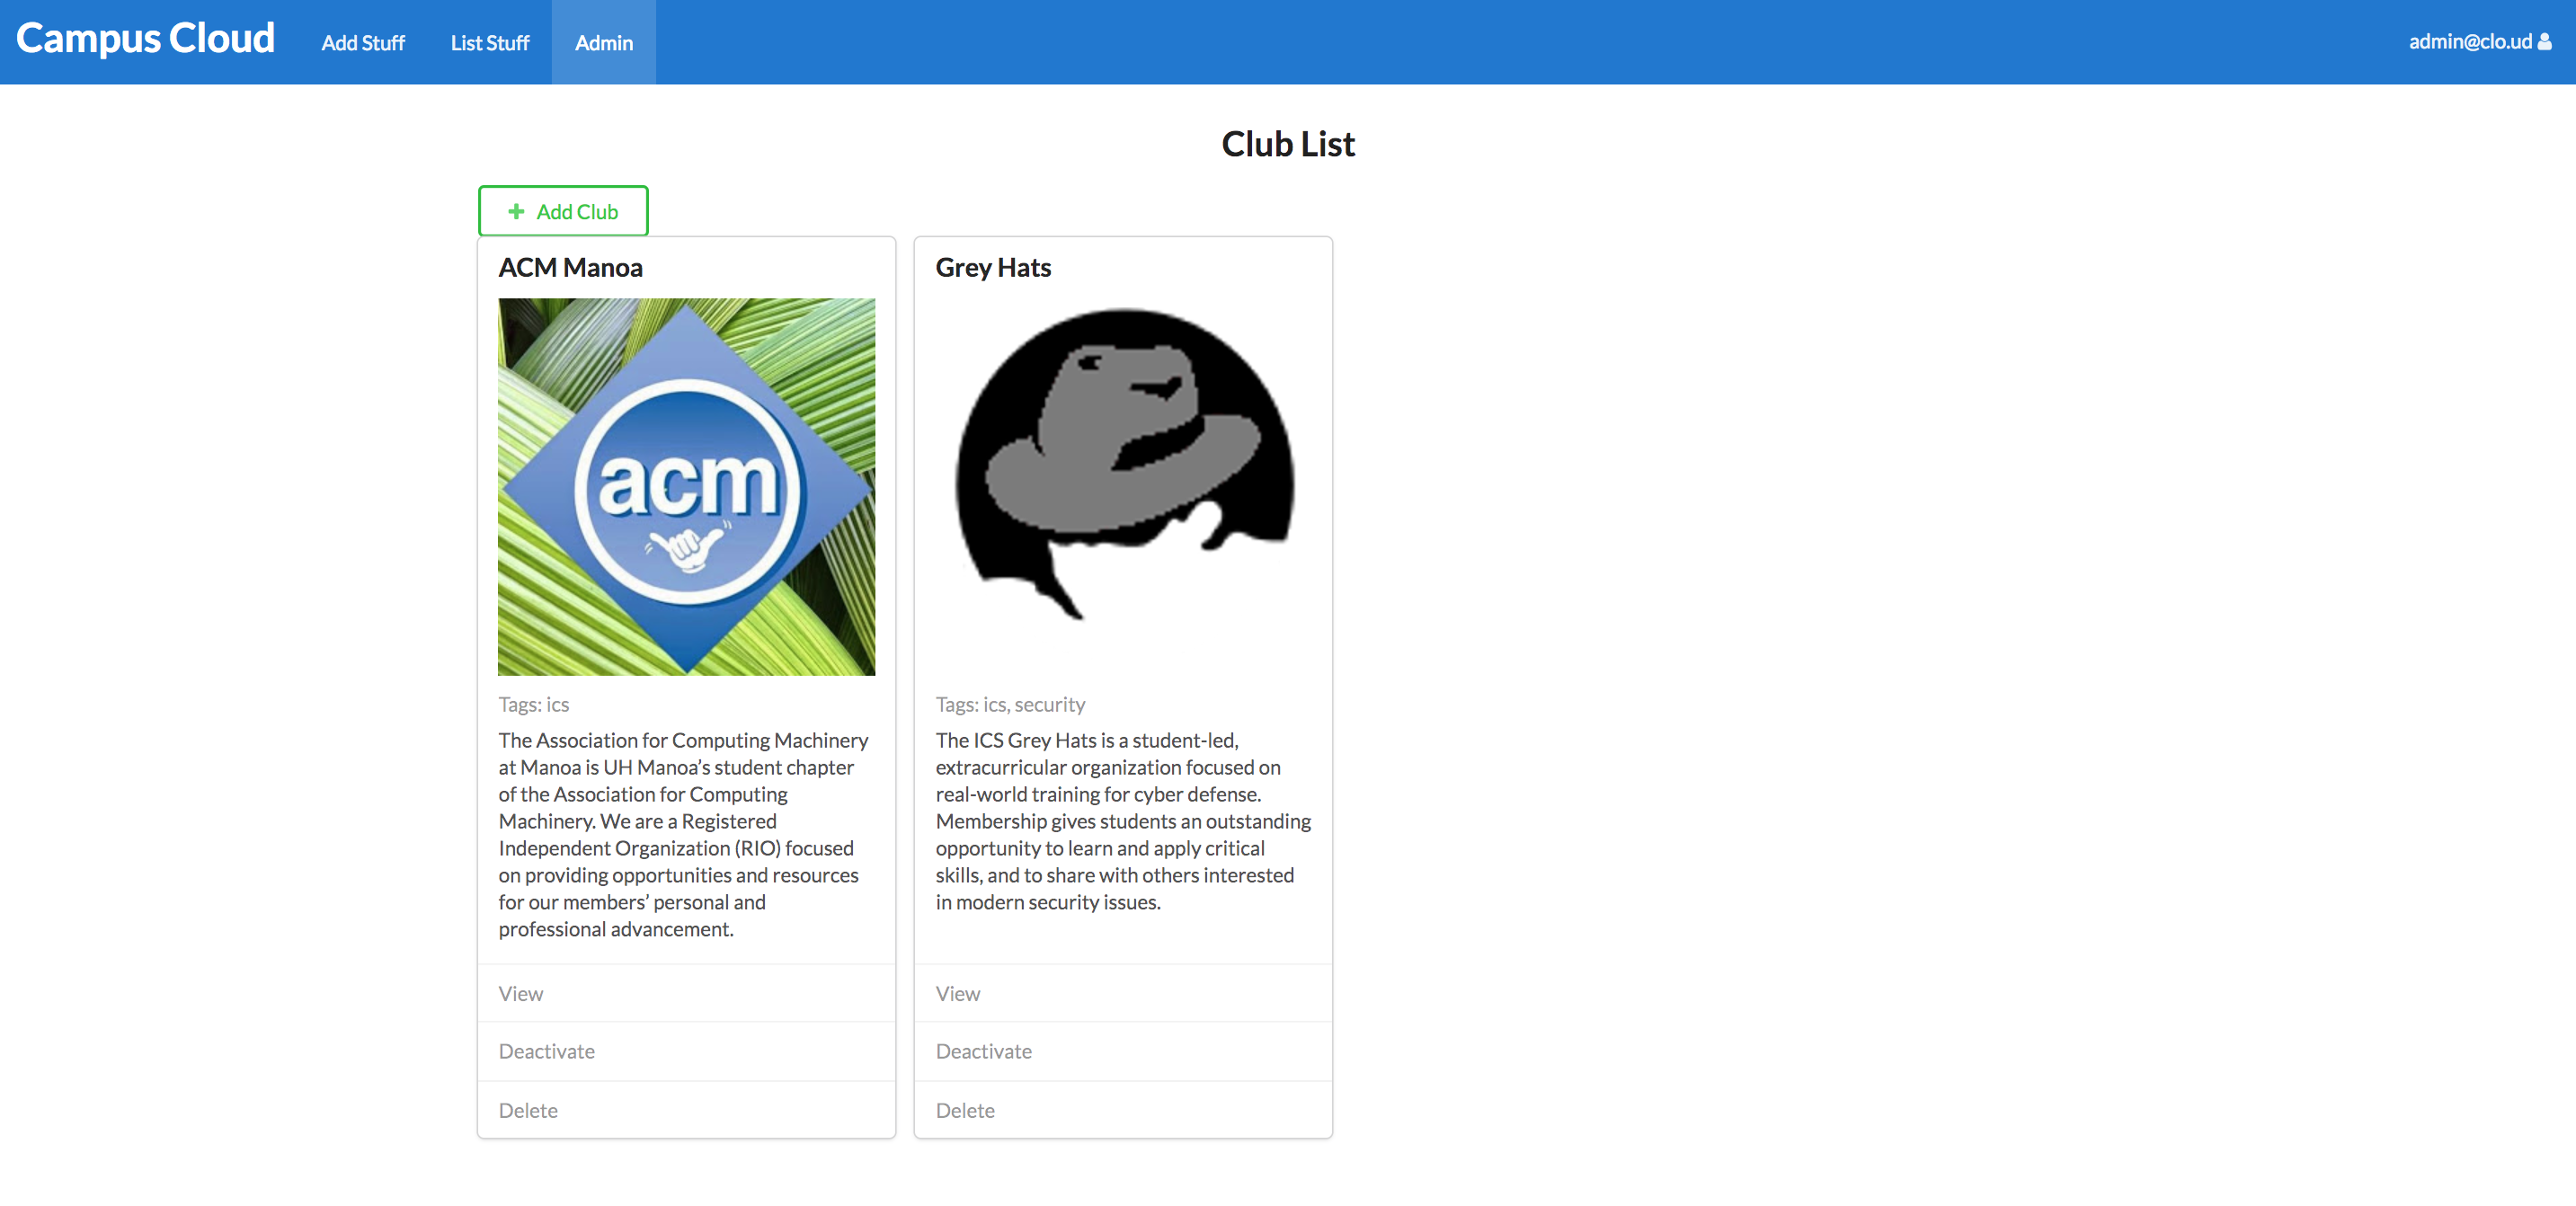 Campus Cloud
Add Stuff
List Stuff
Admin
admin@clo.ud
Club List
Add Club
ACM Manoa
acm
Tags: ics
The Association for Computing Machinery
at Manoa is UH Manoa’s student chapter
of the Association for Computing
Machinery. We are a Registered
Independent Organization (RIO) focused
on providing opportunities and resources
for our members’ personal and
professional advancement.
View
Deactivate
Delete
Grey Hats
Tags: ics, security
The ICS Grey Hats is a student-led,
extracurricular organization focused on
real-world training for cyber defense.
Membership gives students an outstanding
opportunity to learn and apply critical
skills, and to share with others interested
in modern security issues.
View
Deactivate
Delete